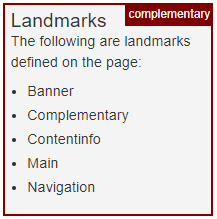 complementary
Landmarks
The following are landmarks
defined on the page:
• Banner
• Complementary
• Contentinfo
• Main
• Navigation